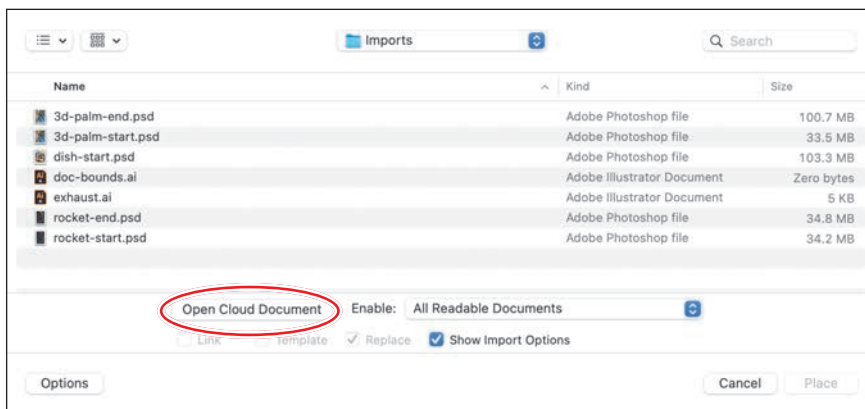 Imports
Search
Name Kind Size
3d-palm-end.psd Adobe Photoshop file 100.7 MB
3d-palm-start.psd Adobe Photoshop file 33.5 MB
dish-start.psd Adobe Photoshop file 103.3 MB
doc-bounds.ai Adobe Illustrator Document Zero bytes
exhaust.ai Adobe Illustrator Document 5 KB
rocket-end.psd Adobe Photoshop file 34.8 MB
rocket-start.psd Adobe Photoshop file 34.2 MB
Open Cloud Document Enable: All Readable Documents
Link Template Replace Show Import Options
Options Cancel Place